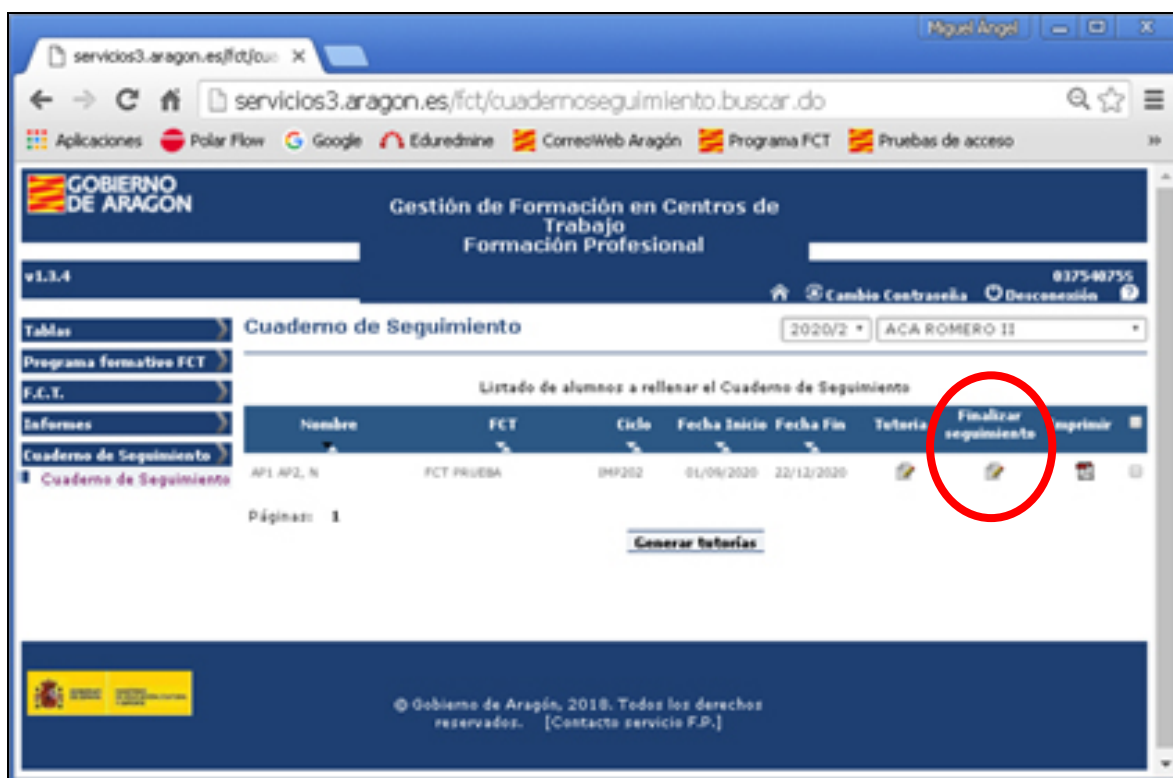 Miguel Ángel
servicios3.aragon.es/fct/cua
servicios3.aragon.es/fct/cuadernoseguimiento.buscar.do
Aplicaciones Polar Flow Google Eduredmine CorreoWeb Aragón Programa FCT Pruebas de acceso
GOBIERNO
DE ARAGON
Gestión de Formación en Centros de
Trabajo
Formación Profesional
v1.3.4
037540755
Cambio Contraseña Desconexión
Tablas
Programa formativo FCT
F.C.T.
Informes
Cuaderno de Seguimiento
Cuaderno de Seguimiento
Cuaderno de Seguimiento 2020/2 ACA ROMERO II
Listado de alumnos a rellenar el Cuaderno de Seguimiento
Nombre FCT Ciclo Fecha Inicio Fecha Fin Tutoria Finalizar seguimiento Imprimir
AP1 AP2, N FCT PRUEBA IMP202 01/09/2020 22/12/2020
Páginas: 1
Generar tutorías
© Gobierno de Aragón, 2018. Todos los derechos
reservados. [Contacto servicio F.P.]